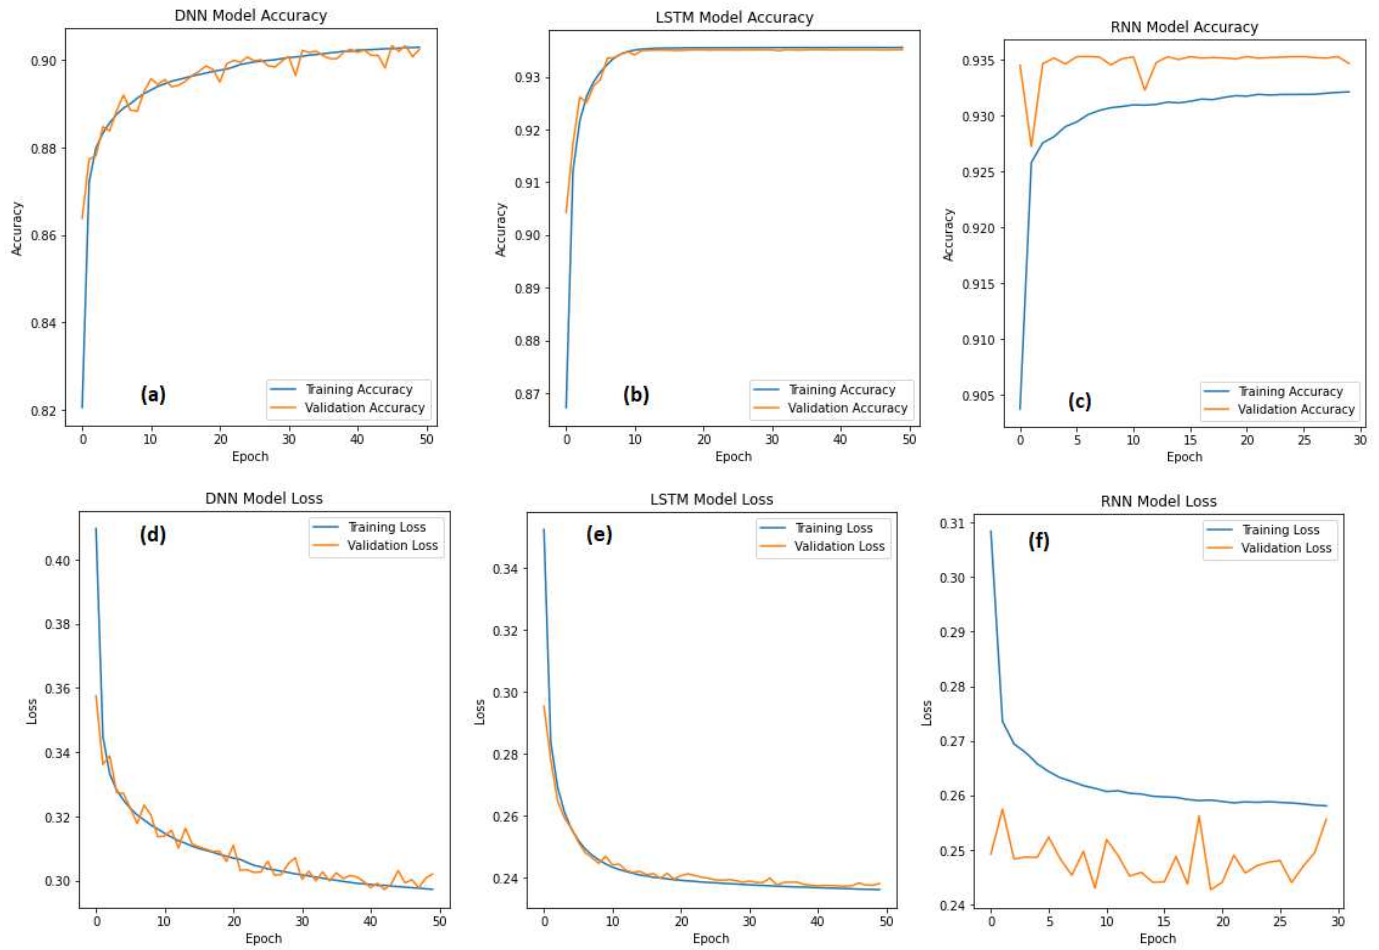 DNN Model Accuracy
0.90
0.88
0.86
0.84
0.82
Accuracy
(a)
Training Accuracy
Validation Accuracy
0 10 20 30 40 50
Epoch
LSTM Model Accuracy
0.93
0.92
0.91
0.90
0.89
0.88
0.87
Accuracy
(b)
Training Accuracy
Validation Accuracy
0 10 20 30 40 50
Epoch
RNN Model Accuracy
0.935
0.930
0.925
0.920
0.915
0.910
0.905
Accuracy
(c)
Training Accuracy
Validation Accuracy
0 5 10 15 20 25 30
Epoch
DNN Model Loss
(d)
Training Loss
Validation Loss
0.40
0.38
0.36
0.34
0.32
0.30
Loss
0 10 20 30 40 50
Epoch
LSTM Model Loss
(e)
Training Loss
Validation Loss
0.34
0.32
0.30
0.28
0.26
0.24
Loss
0 10 20 30 40 50
Epoch
RNN Model Loss
(f)
Training Loss
Validation Loss
0.31
0.30
0.29
0.28
0.27
0.26
0.25
0.24
Loss
0 5 10 15 20 25 30
Epoch